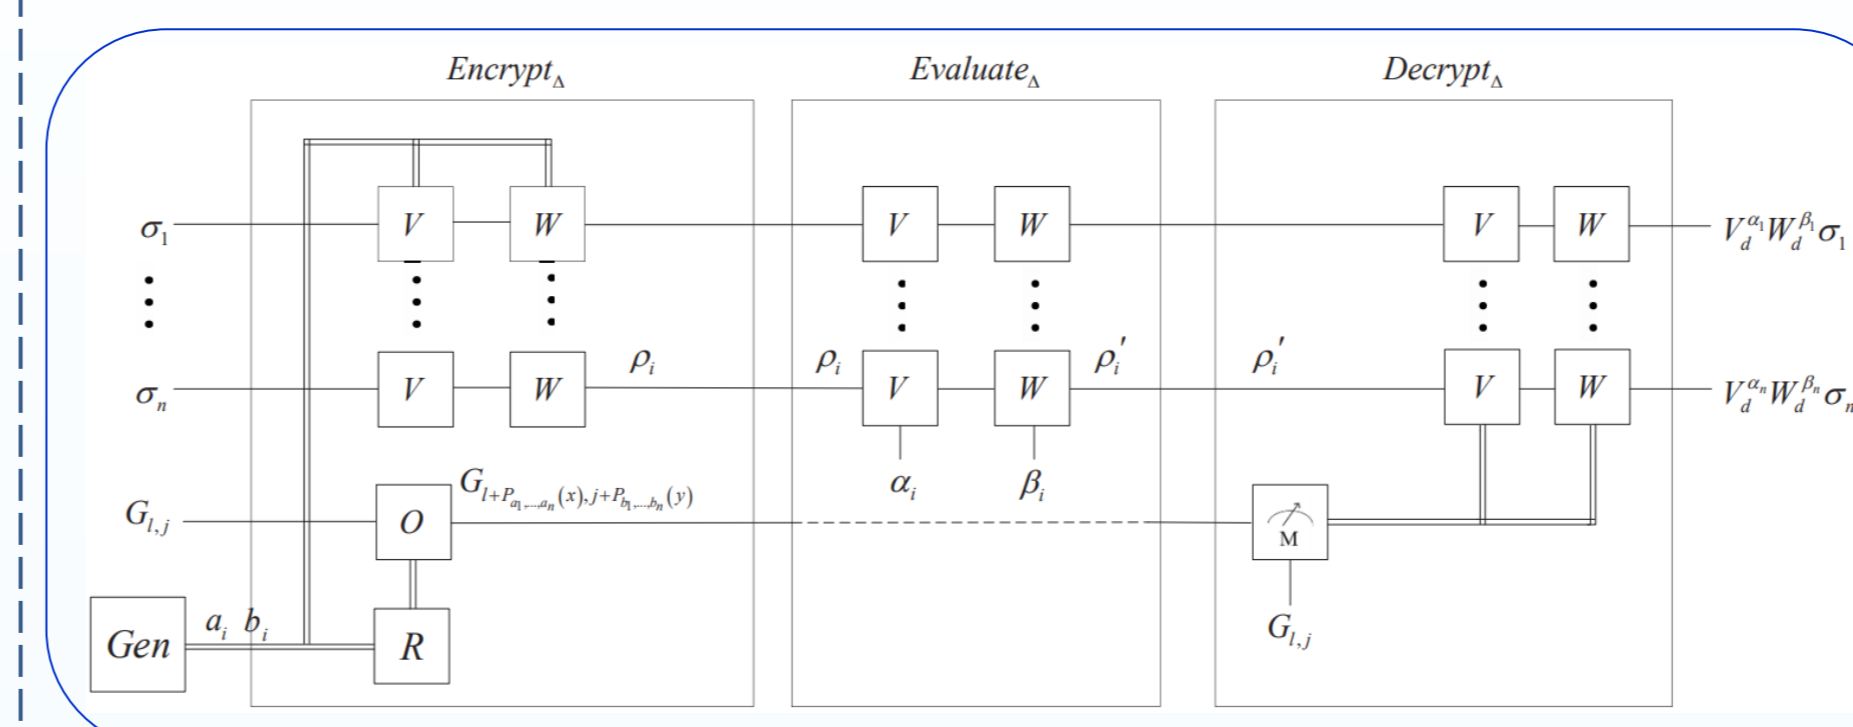 Encrypt_Δ Evaluate_Δ Decrypt_Δ
σ_1 V W V W V W V_d^{α_1} W_d^{β_1} σ_1
σ_n V W ρ_i ρ_i V W ρ_i' ρ_i' V W V_d^{α_n} W_d^{β_n} σ_n
α_i β_i
G_{l,j} O G_{l+P_{a_1,...,a_n}(x), j+P_{b_1,...,b_n}(y)} M
G_{l,j}
Gen a_i b_i R